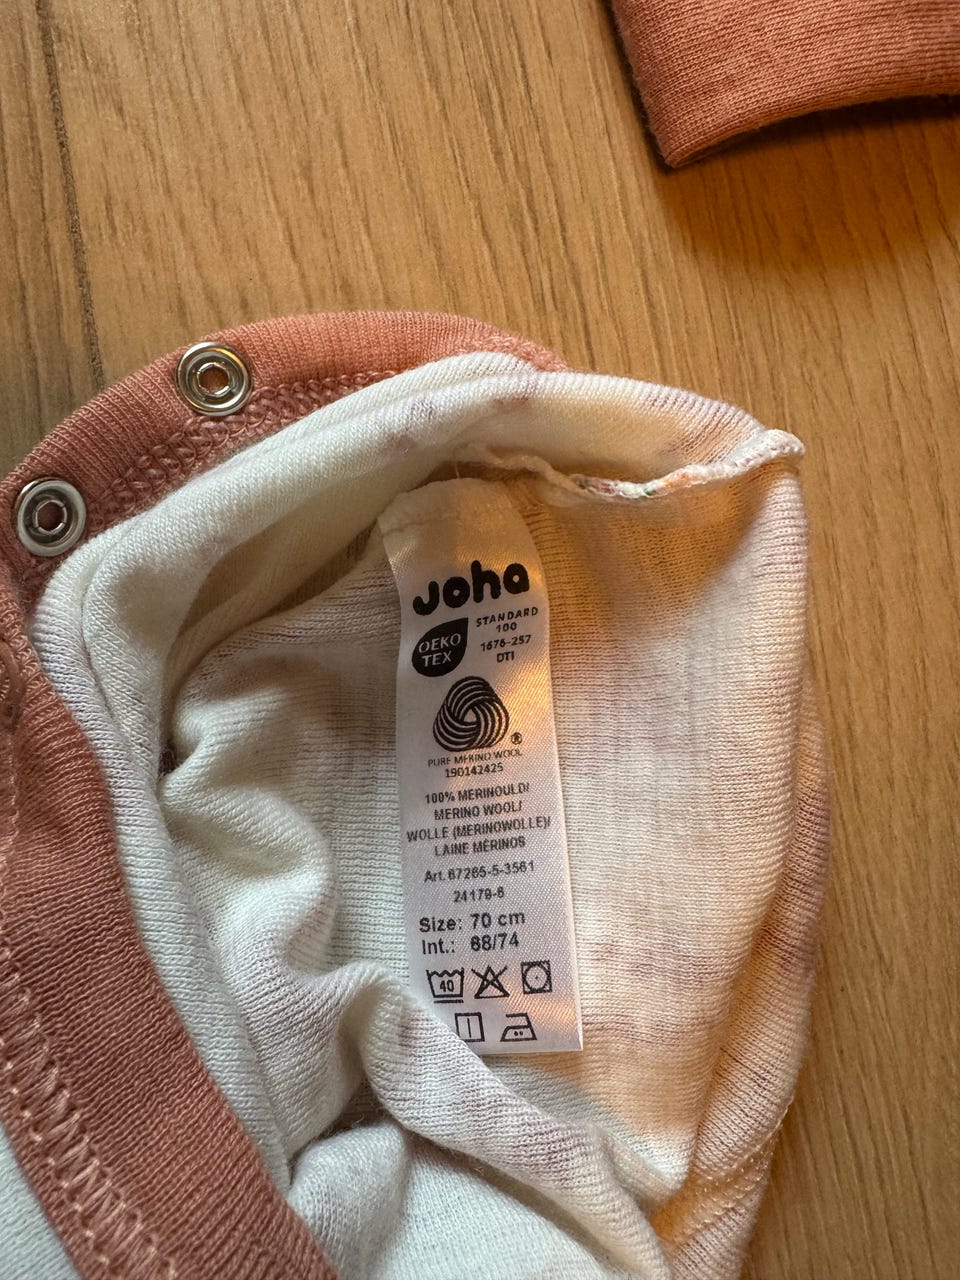 Joha
OEKO
TEX
STANDARD
100
1676-257
DTI
®
PURE MERINO WOOL
190142425
100% MERINOULD/
MERINO WOOL/
WOLLE (MERINOWOLLE)/
LAINE MÉRINOS
Art. 67265-5-3561
24179-6
Size: 70 cm
Int.: 68/74
40